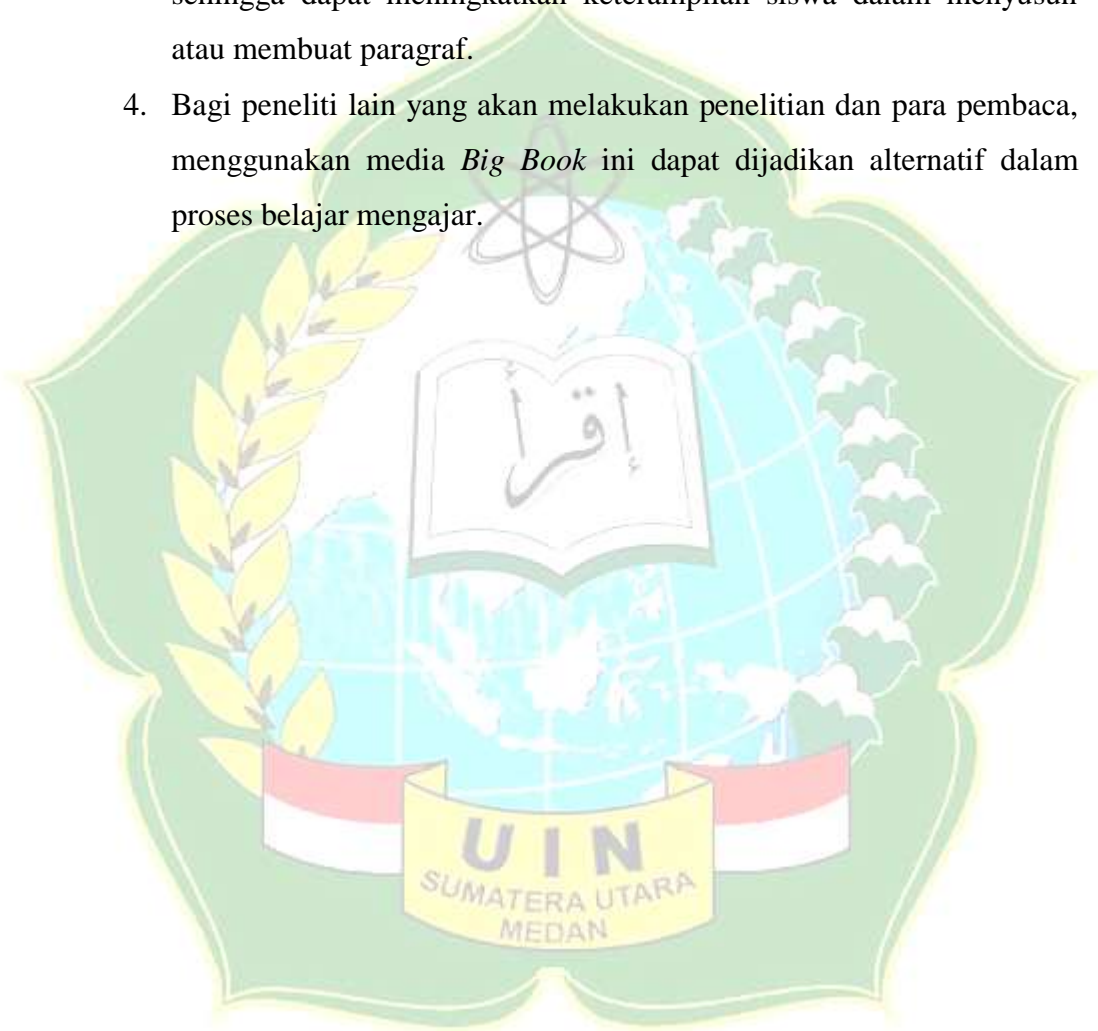 sehingga dapat meningkatkan keterampilan siswa dalam menyusun
atau membuat paragraf.
4. Bagi peneliti lain yang akan melakukan penelitian dan para pembaca,
menggunakan media Big Book ini dapat dijadikan alternatif dalam
proses belajar mengajar.
إقرأ
UIN
SUMATERA UTARA
MEDAN